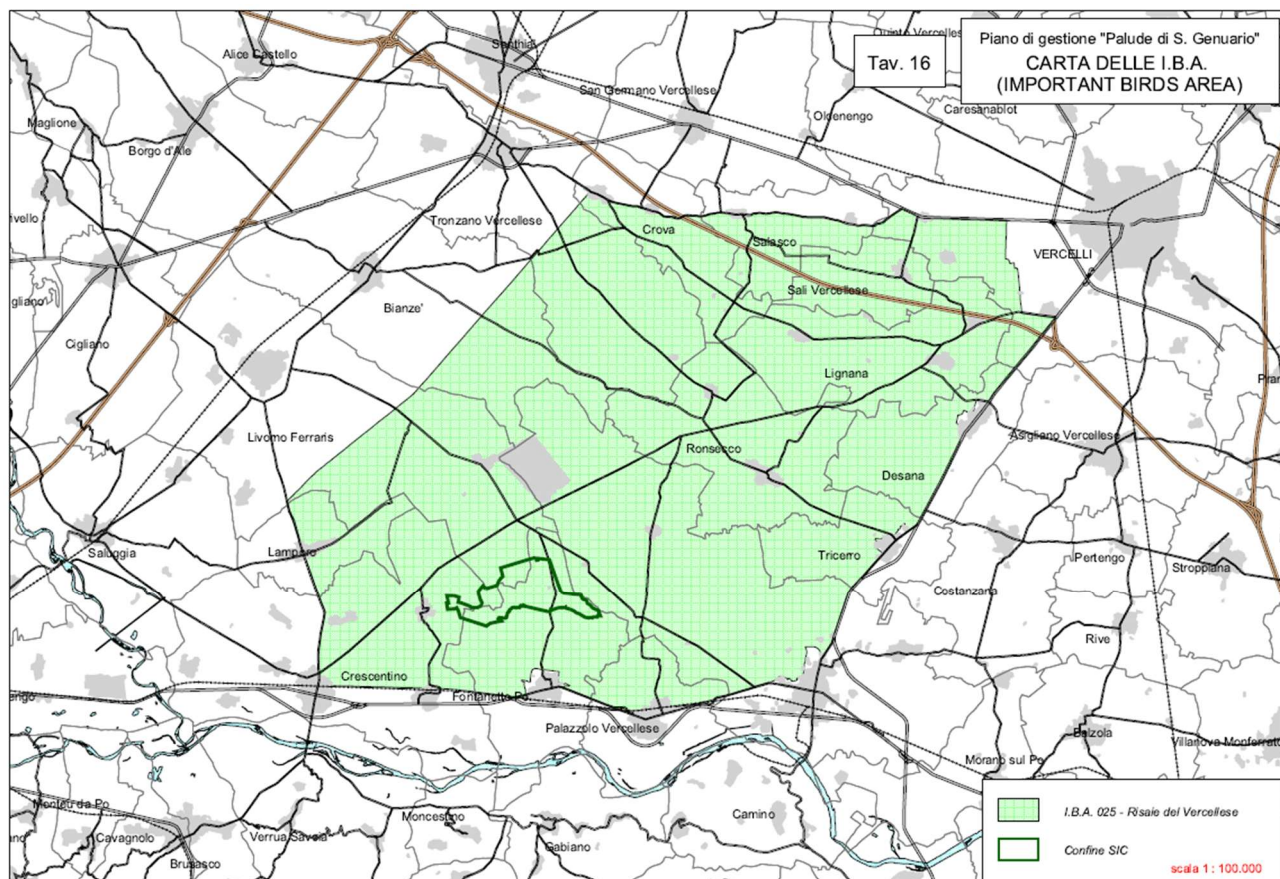 Piano di gestione "Palude di S. Genuario"
CARTA DELLE I.B.A.
(IMPORTANT BIRDS AREA)
Tav. 16
Alice Castello
Santhia'
San Germano Vercellese
Oldenengo
Caresanablot
Maglione
Borgo d'Ale
Tronzano Vercellese
Crova
Salasco
VERCELLI
Sali Vercellese
Bianze'
Cigliano
Lignana
Livorno Ferraris
Ronsecco
Asigliano Vercellese
Desana
Saluggia
Lamporo
Tricerro
Pertengo
Stroppiana
Costanzana
Rive
Crescentino
Fontanetto Po
Palazzolo Vercellese
Balzola
Villanova Monferrato
Morano sul Po
Monteu da Po
Cavagnolo
Verrua Savoia
Moncestino
Camino
Gabiano
Brusasco
I.B.A. 025 - Risaie del Vercellese
Confine SIC
scala 1 : 100.000